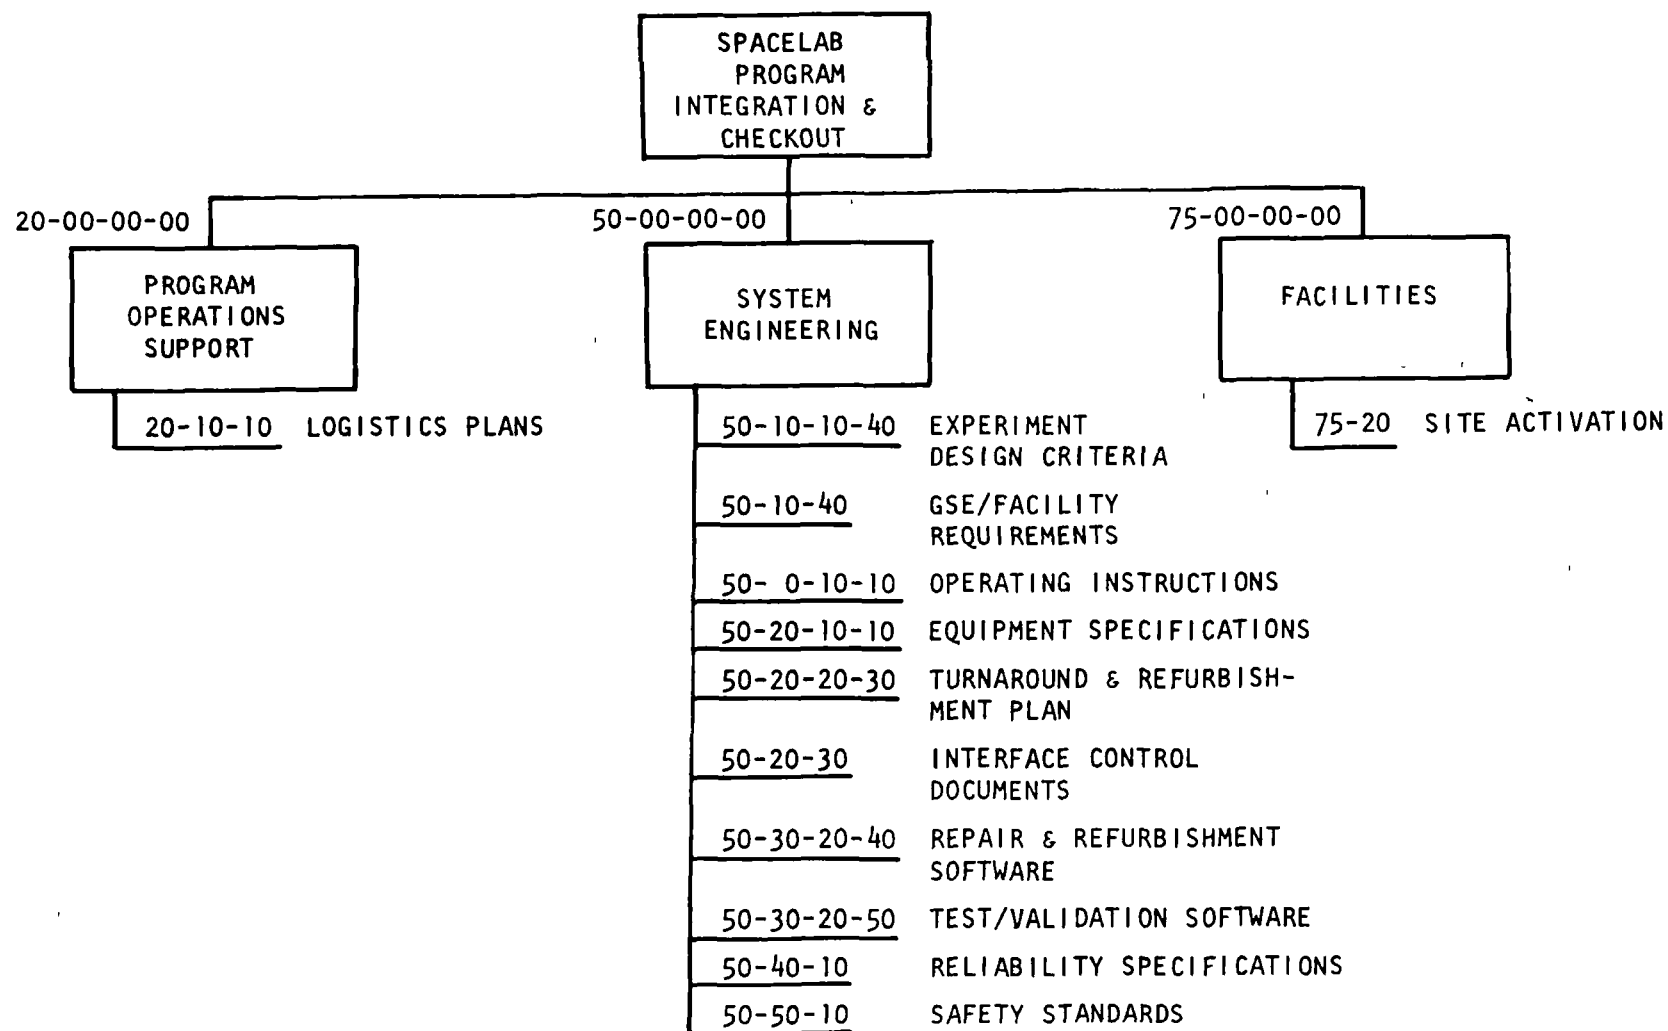 SPACELAB
PROGRAM
INTEGRATION &
CHECKOUT
20-00-00-00
50-00-00-00
75-00-00-00
PROGRAM
OPERATIONS
SUPPORT
SYSTEM
ENGINEERING
FACILITIES
20-10-10 LOGISTICS PLANS
50-10-10-40 EXPERIMENT
DESIGN CRITERIA
50-10-40 GSE/FACILITY
REQUIREMENTS
50- 0-10-10 OPERATING INSTRUCTIONS
50-20-10-10 EQUIPMENT SPECIFICATIONS
50-20-20-30 TURNAROUND & REFURBISH-
MENT PLAN
50-20-30 INTERFACE CONTROL
DOCUMENTS
50-30-20-40 REPAIR & REFURBISHMENT
SOFTWARE
50-30-20-50 TEST/VALIDATION SOFTWARE
50-40-10 RELIABILITY SPECIFICATIONS
50-50-10 SAFETY STANDARDS
75-20 SITE ACTIVATION